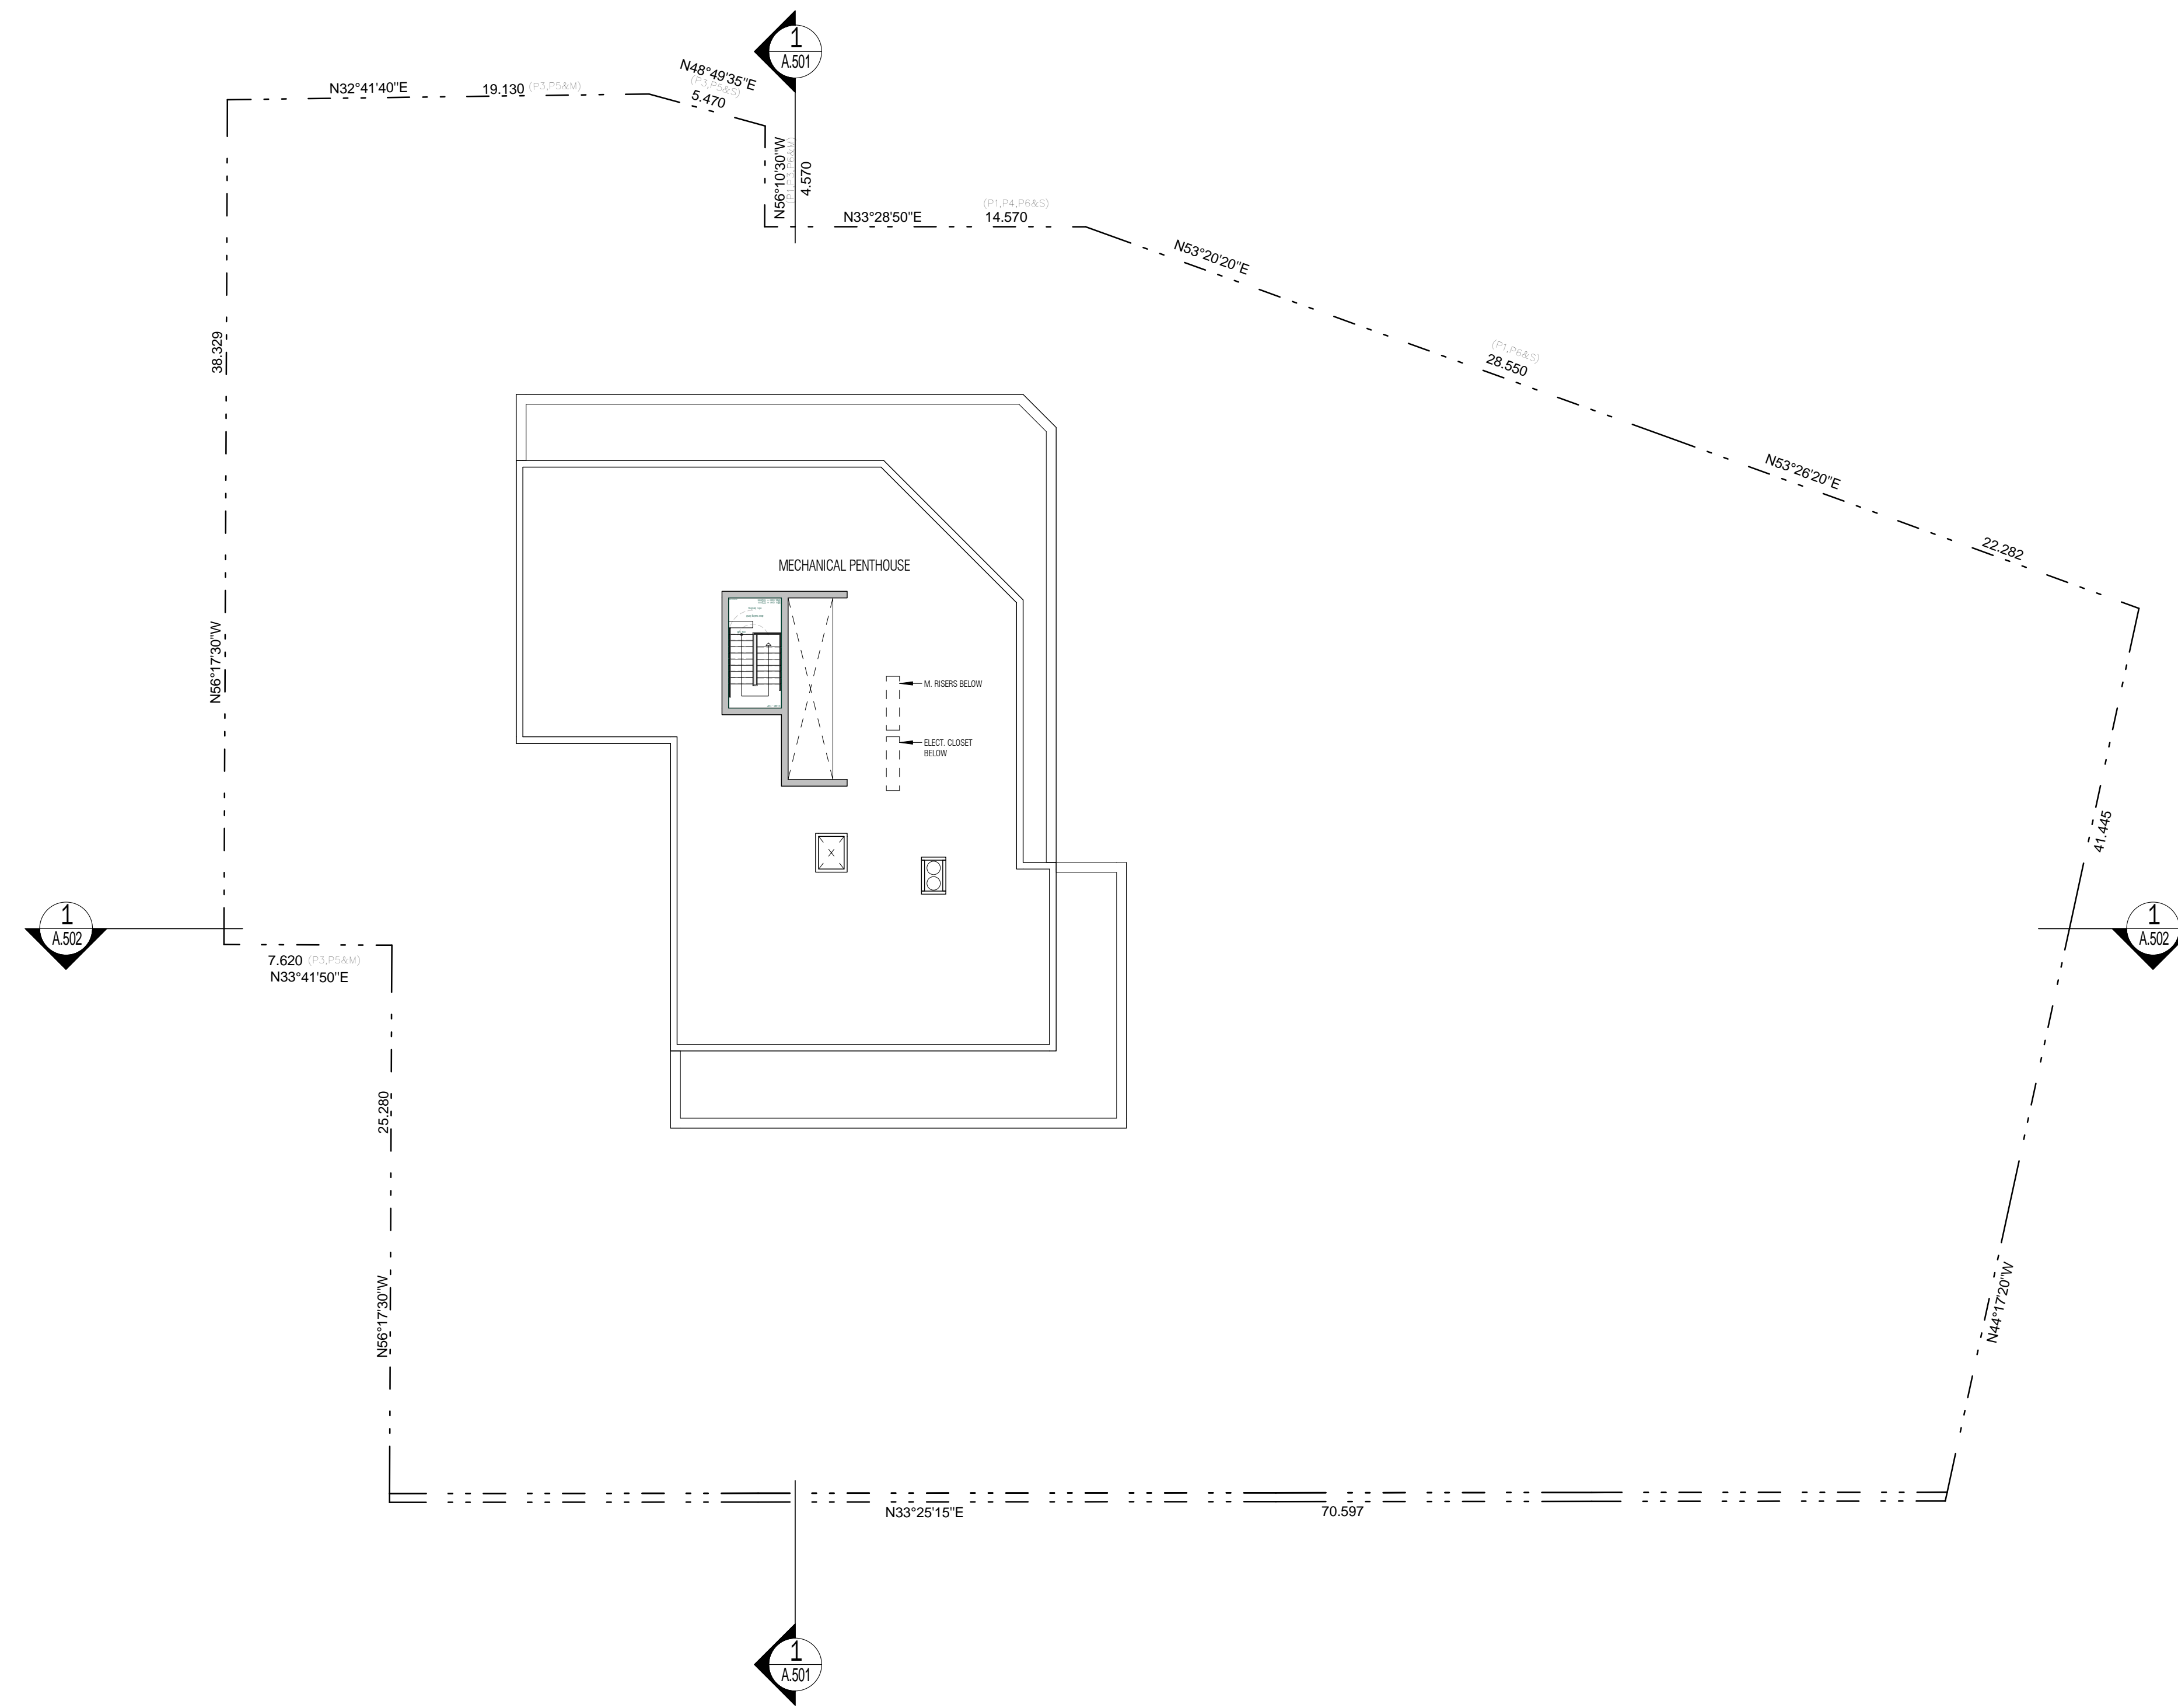 1
A.501
N48°49'35"E
(P3,P5&S)
5.470
N32°41'40"E
19.130 (P3,P5&M)
N56°10'30"W
(P1,P3,P6&M)
4.570
(P1,P4,P6&S)
N33°28'50"E
14.570
N53°20'20"E
38.329
(P1,P6&S)
28.550
N53°26'20"E
22.282
MECHANICAL PENTHOUSE
N56°17'30"W
M. RISERS BELOW
ELECT. CLOSET
BELOW
41.445
X
1
A.502
1
A.502
7.620 (P3,P5&M)
N33°41'50"E
25.280
N56°17'30"W
N44°17'20"W
N33°25'15"E
70.597
1
A.501